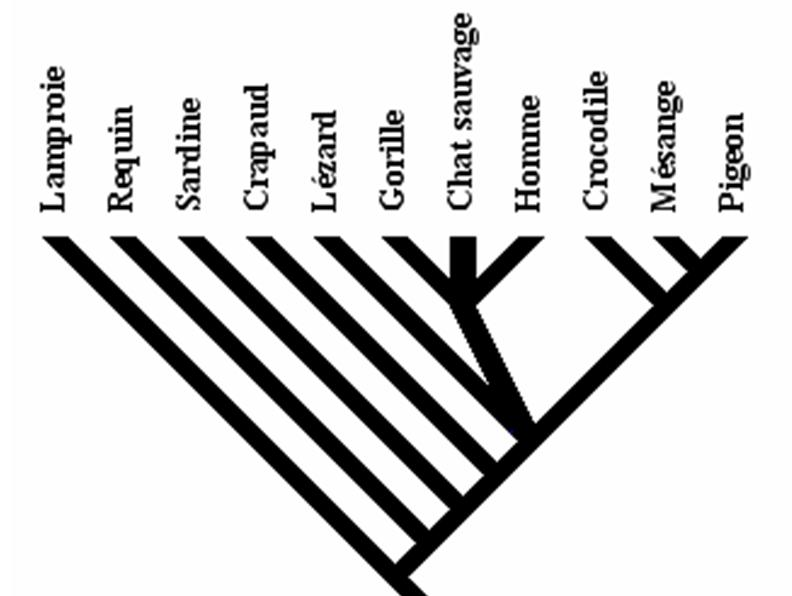 Lamproie
Requin
Sardine
Crapaud
Lézard
Gorille
Chat sauvage
Homme
Crocodile
Mésange
Pigeon